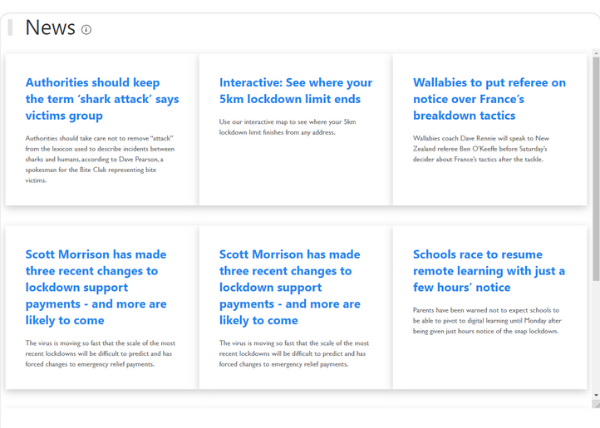 News
Authorities should keep
the term ‘shark attack’ says
victims group
Authorities should take care not to remove “attack”
from the lexicon used to describe incidents between
sharks and humans, according to Dave Pearson, a
spokesman for the Bite Club representing bite
victims.
Interactive: See where your
5km lockdown limit ends
Use our interactive map to see where your 5km
lockdown limit finishes from any address.
Wallabies to put referee on
notice over France’s
breakdown tactics
Wallabies coach Dave Rennie will speak to New
Zealand referee Ben O’Keeffe before Saturday’s
decider about France’s tactics after the tackle.
Scott Morrison has made
three recent changes to
lockdown support
payments - and more are
likely to come
The virus is moving so fast that the scale of the most
recent lockdowns will be difficult to predict and has
forced changes to emergency relief payments.
Scott Morrison has made
three recent changes to
lockdown support
payments - and more are
likely to come
The virus is moving so fast that the scale of the most
recent lockdowns will be difficult to predict and has
forced changes to emergency relief payments.
Schools race to resume
remote learning with just a
few hours’ notice
Parents have been warned not to expect schools to
be able to pivot to digital learning until Monday after
being given just hours notice of the snap lockdown.